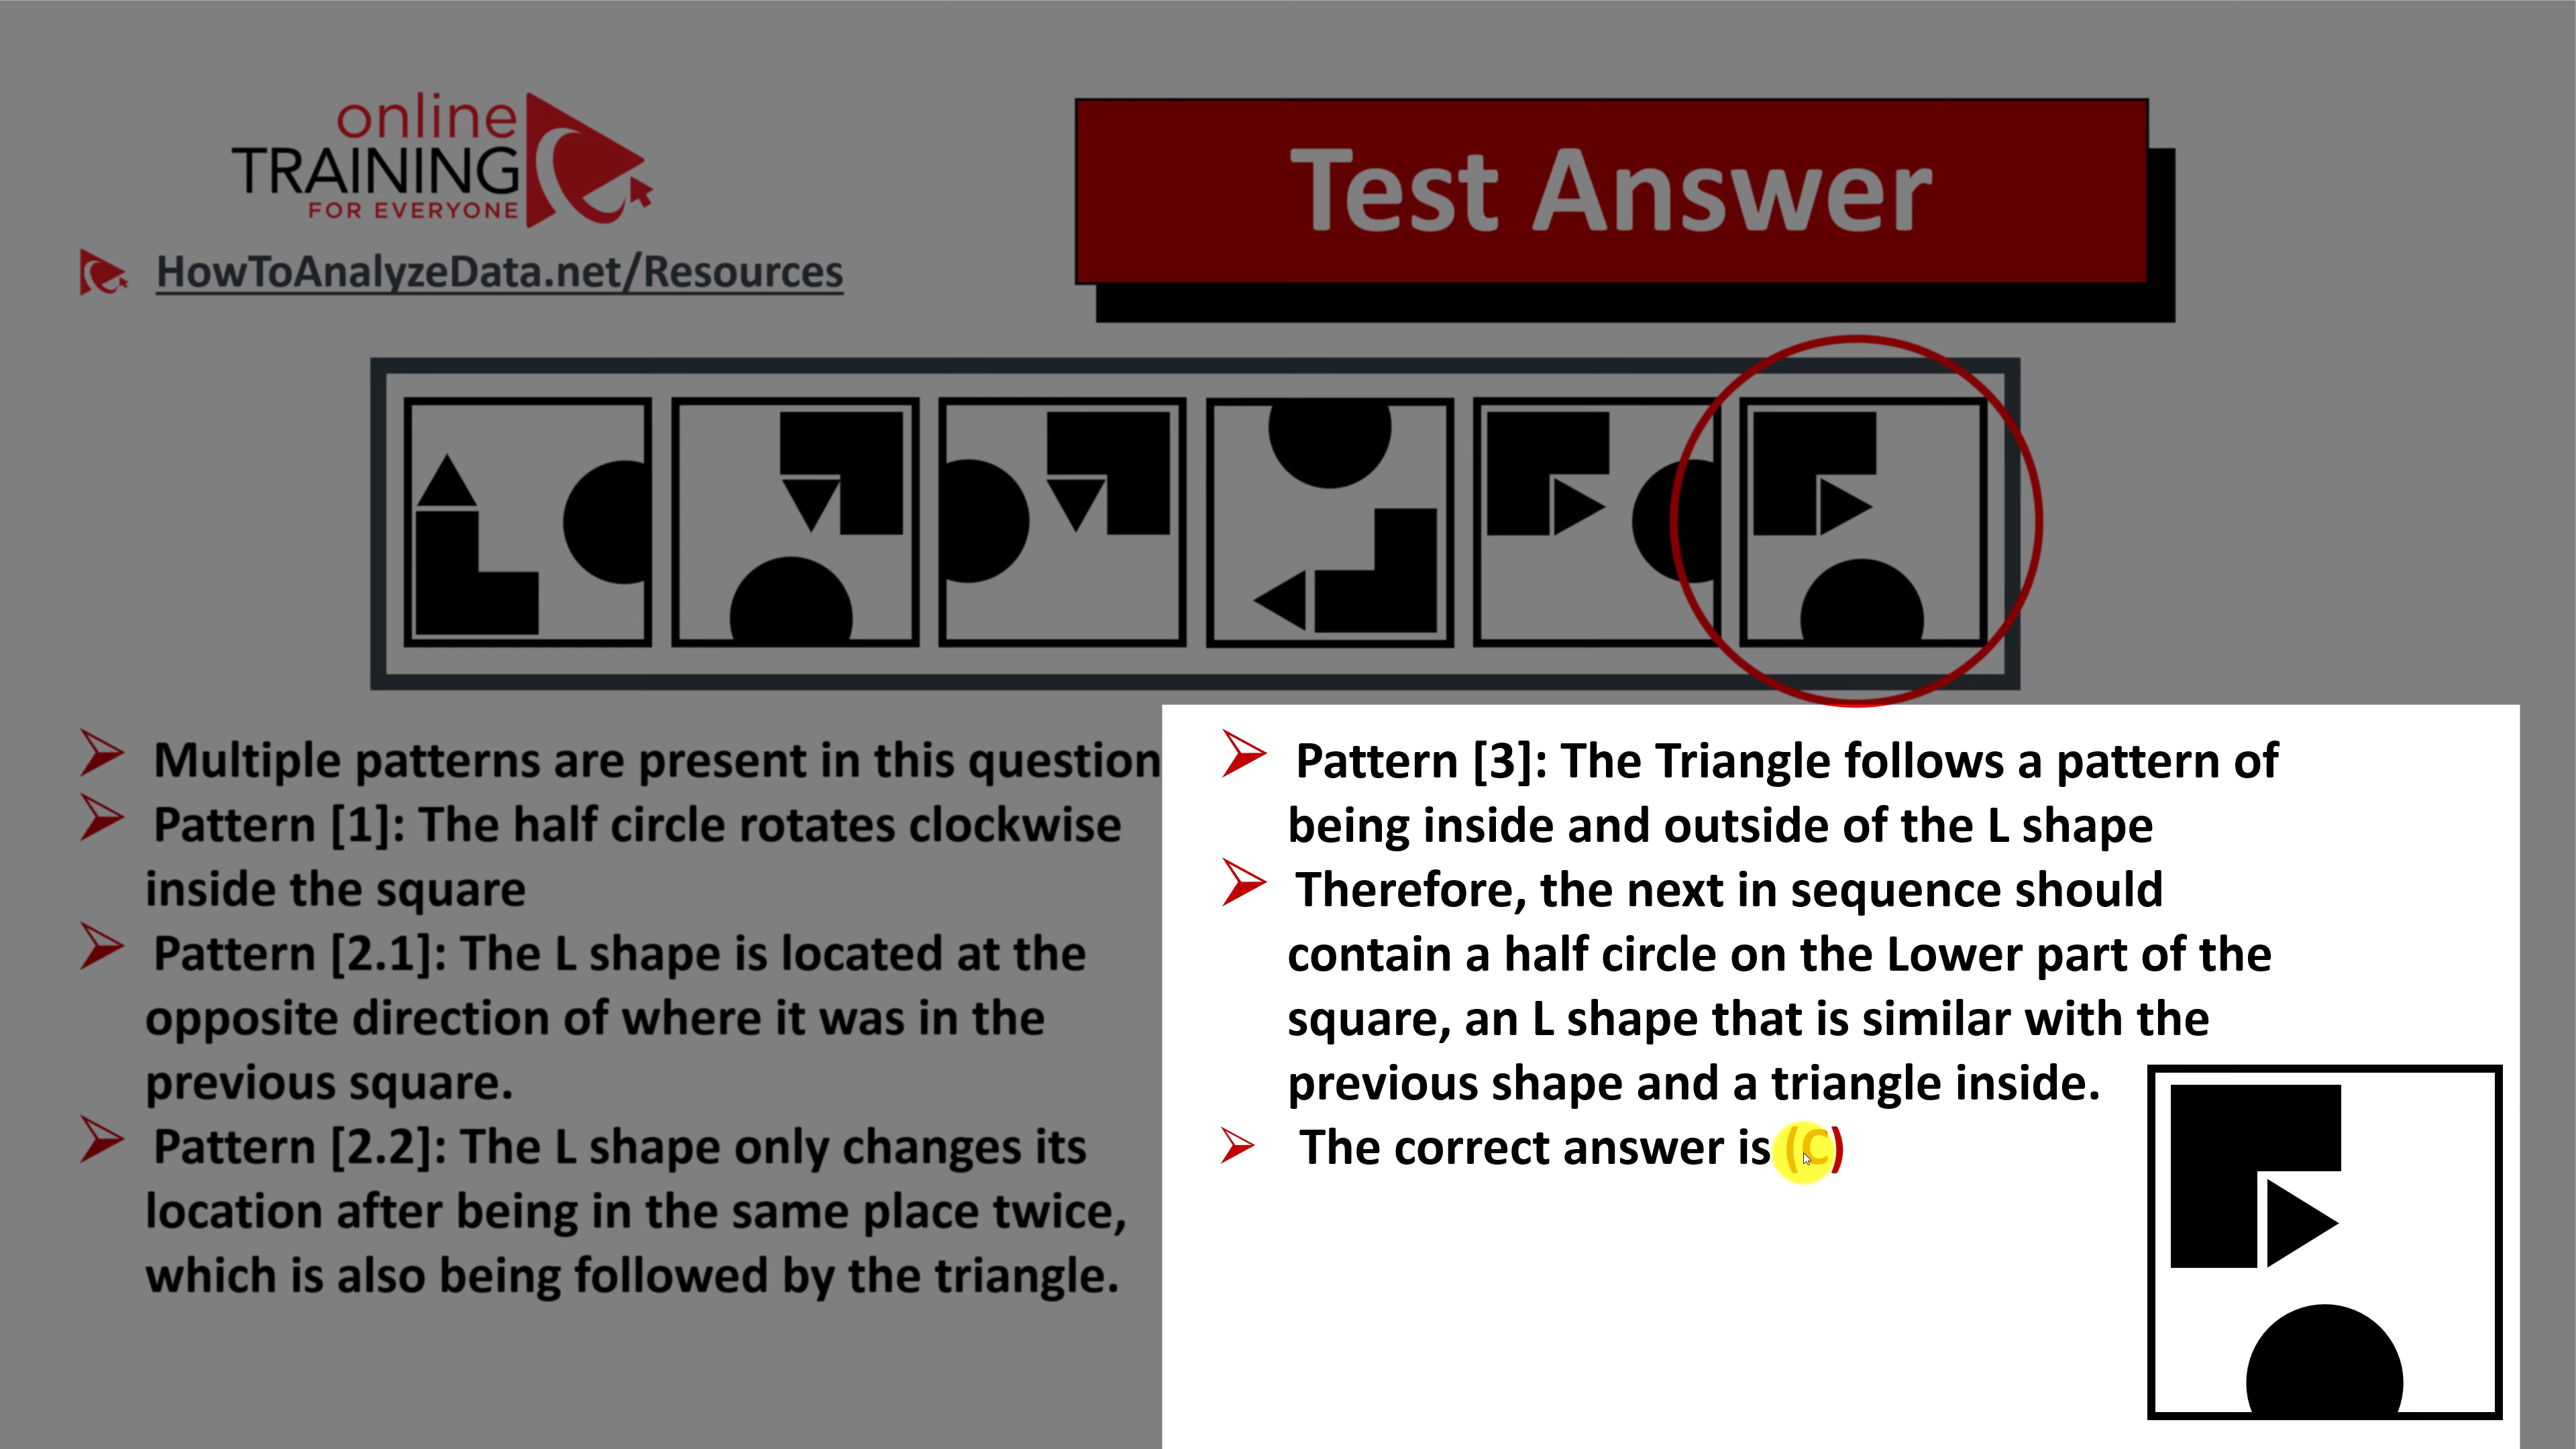 online
TRAINING
FOR EVERYONE
HowToAnalyzeData.net/Resources
Test Answer
Multiple patterns are present in this question
Pattern [1]: The half circle rotates clockwise
inside the square
Pattern [2.1]: The L shape is located at the
opposite direction of where it was in the
previous square.
Pattern [2.2]: The L shape only changes its
location after being in the same place twice,
which is also being followed by the triangle.
Pattern [3]: The Triangle follows a pattern of
being inside and outside of the L shape
Therefore, the next in sequence should
contain a half circle on the Lower part of the
square, an L shape that is similar with the
previous shape and a triangle inside.
The correct answer is (C)